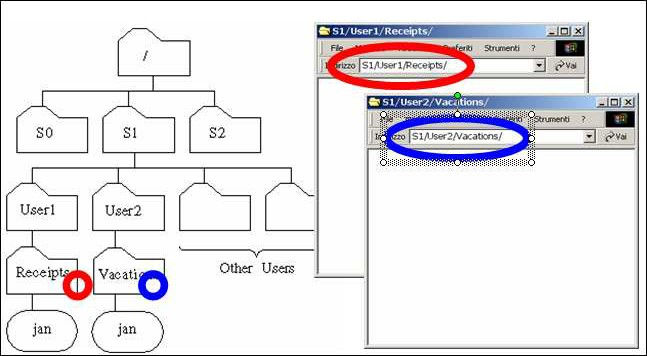 /
S0
S1
S2
User1
User2
Other Users
Receipts
Vacation
jan
jan
S1/User1/Receipts/
File
Preferiti
Strumenti
?
Indirizzo
S1/User1/Receipts/
Vai
S1/User2/Vacations/
Strumenti
?
S1/User2/Vacations/
Vai